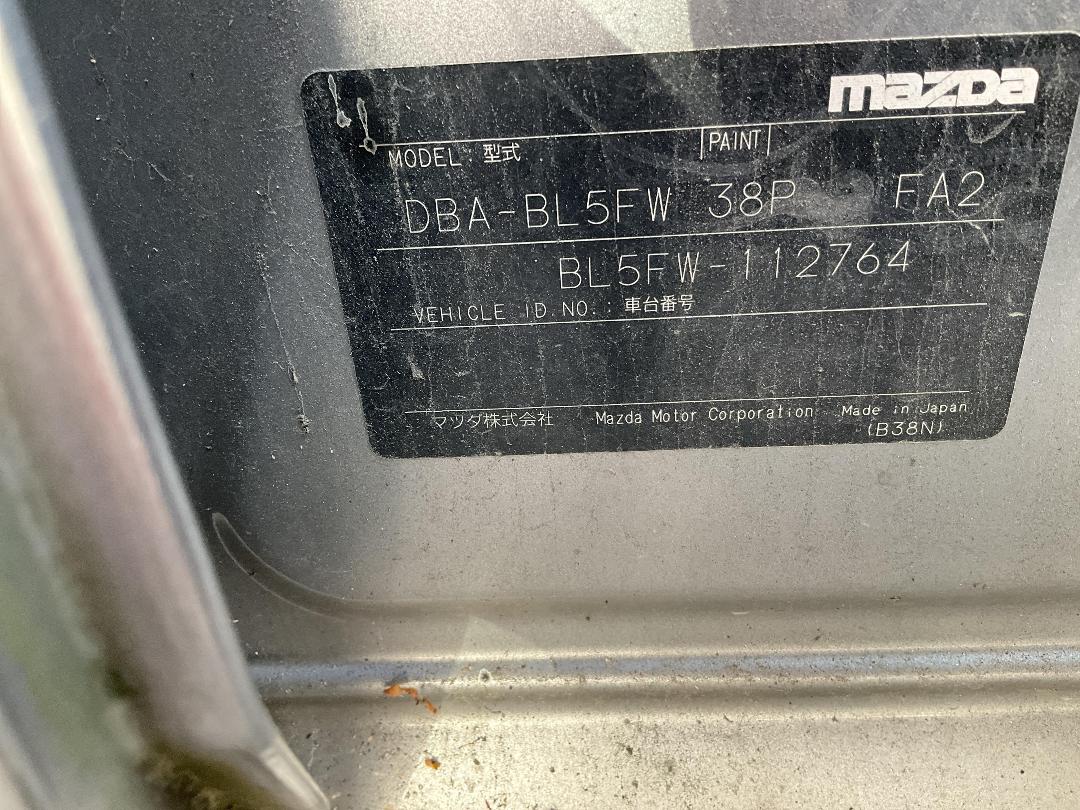 mazda
MODEL : 型式 PAINT
DBA-BL5FW 38P FA2
BL5FW-112764
VEHICLE ID.NO. : 車台番号
マツダ株式会社 Mazda Motor Corporation Made in Japan
(B38N)